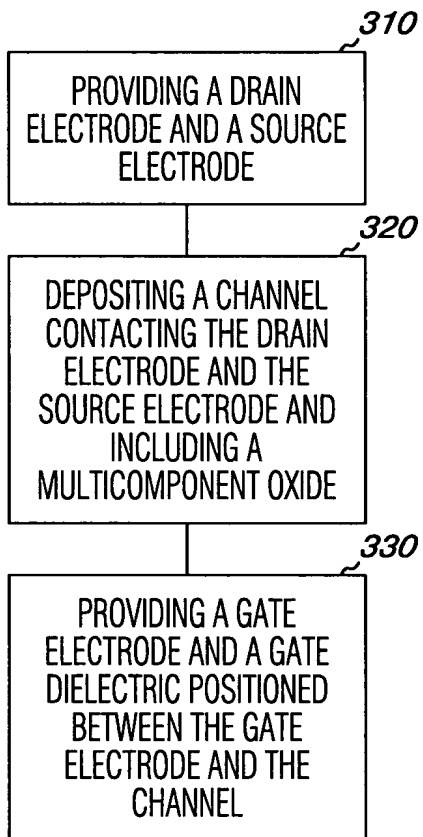 310
PROVIDING A DRAIN
ELECTRODE AND A SOURCE
ELECTRODE
320
DEPOSITING A CHANNEL
CONTACTING THE DRAIN
ELECTRODE AND THE
SOURCE ELECTRODE AND
INCLUDING A
MULTICOMPONENT OXIDE
330
PROVIDING A GATE
ELECTRODE AND A GATE
DIELECTRIC POSITIONED
BETWEEN THE GATE
ELECTRODE AND THE
CHANNEL